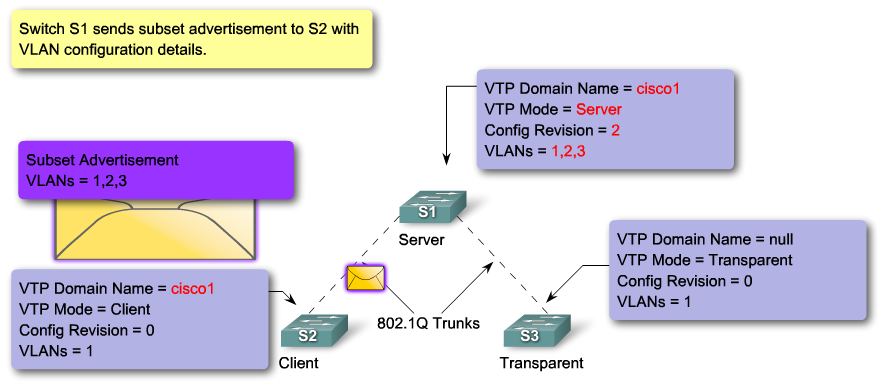 Switch S1 sends subset advertisement to S2 with
VLAN configuration details.
VTP Domain Name = cisco1
VTP Mode = Server
Config Revision = 2
VLANs = 1,2,3
Subset Advertisement
VLANs = 1,2,3
S1
Server
VTP Domain Name = null
VTP Mode = Transparent
Config Revision = 0
VLANs = 1
VTP Domain Name = cisco1
VTP Mode = Client
Config Revision = 0
VLANs = 1
802.1Q Trunks
S2
Client
S3
Transparent